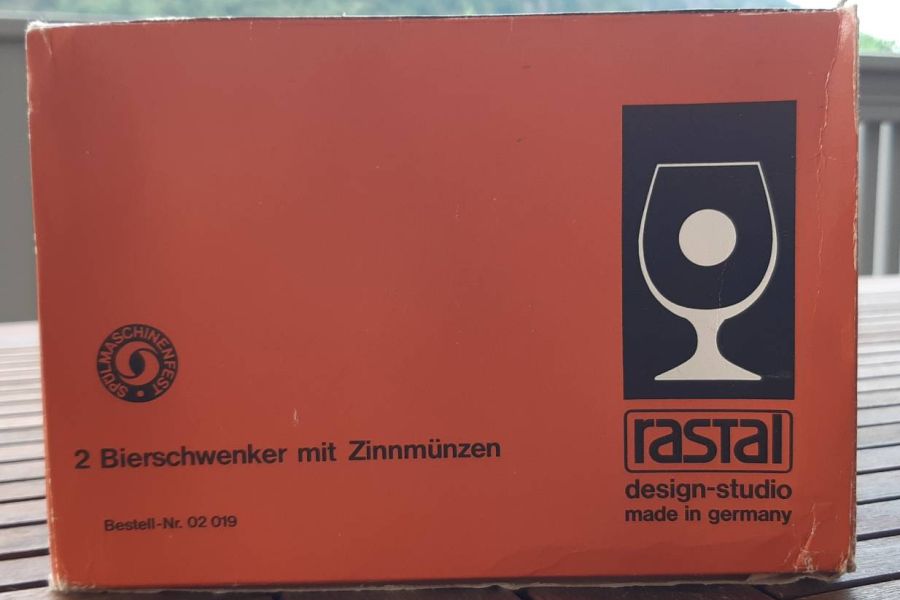 SPÜLMASCHINENFEST
2 Bierschwenker mit Zinnmünzen
Bestell-Nr. 02 019
rastal
design-studio
made in germany